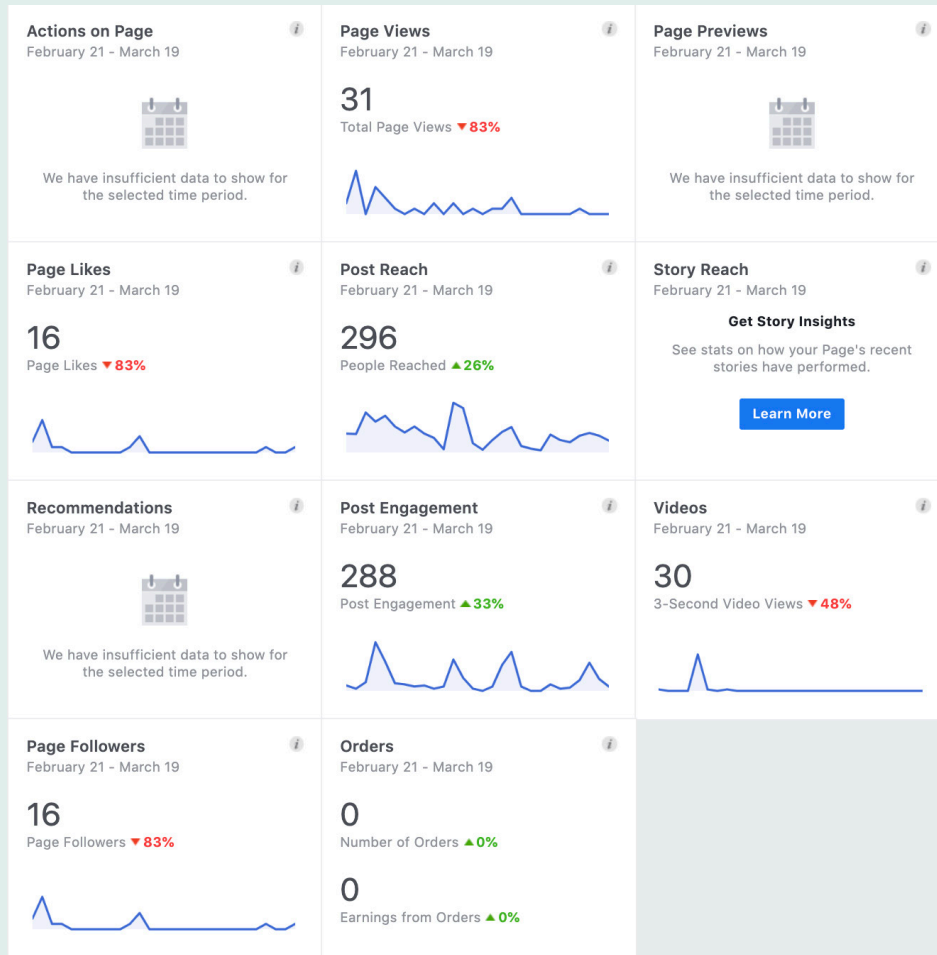 Actions on Page
February 21 - March 19
We have insufficient data to show for
the selected time period.
Page Views
February 21 - March 19
31
Total Page Views ▼83%
Page Previews
February 21 - March 19
We have insufficient data to show for
the selected time period.
Page Likes
February 21 - March 19
16
Page Likes ▼83%
Post Reach
February 21 - March 19
296
People Reached ▲26%
Story Reach
February 21 - March 19
Get Story Insights
See stats on how your Page's recent
stories have performed.
Learn More
Recommendations
February 21 - March 19
We have insufficient data to show for
the selected time period.
Post Engagement
February 21 - March 19
288
Post Engagement ▲33%
Videos
February 21 - March 19
30
3-Second Video Views ▼48%
Page Followers
February 21 - March 19
16
Page Followers ▼83%
Orders
February 21 - March 19
0
Number of Orders ▲0%
0
Earnings from Orders ▲0%